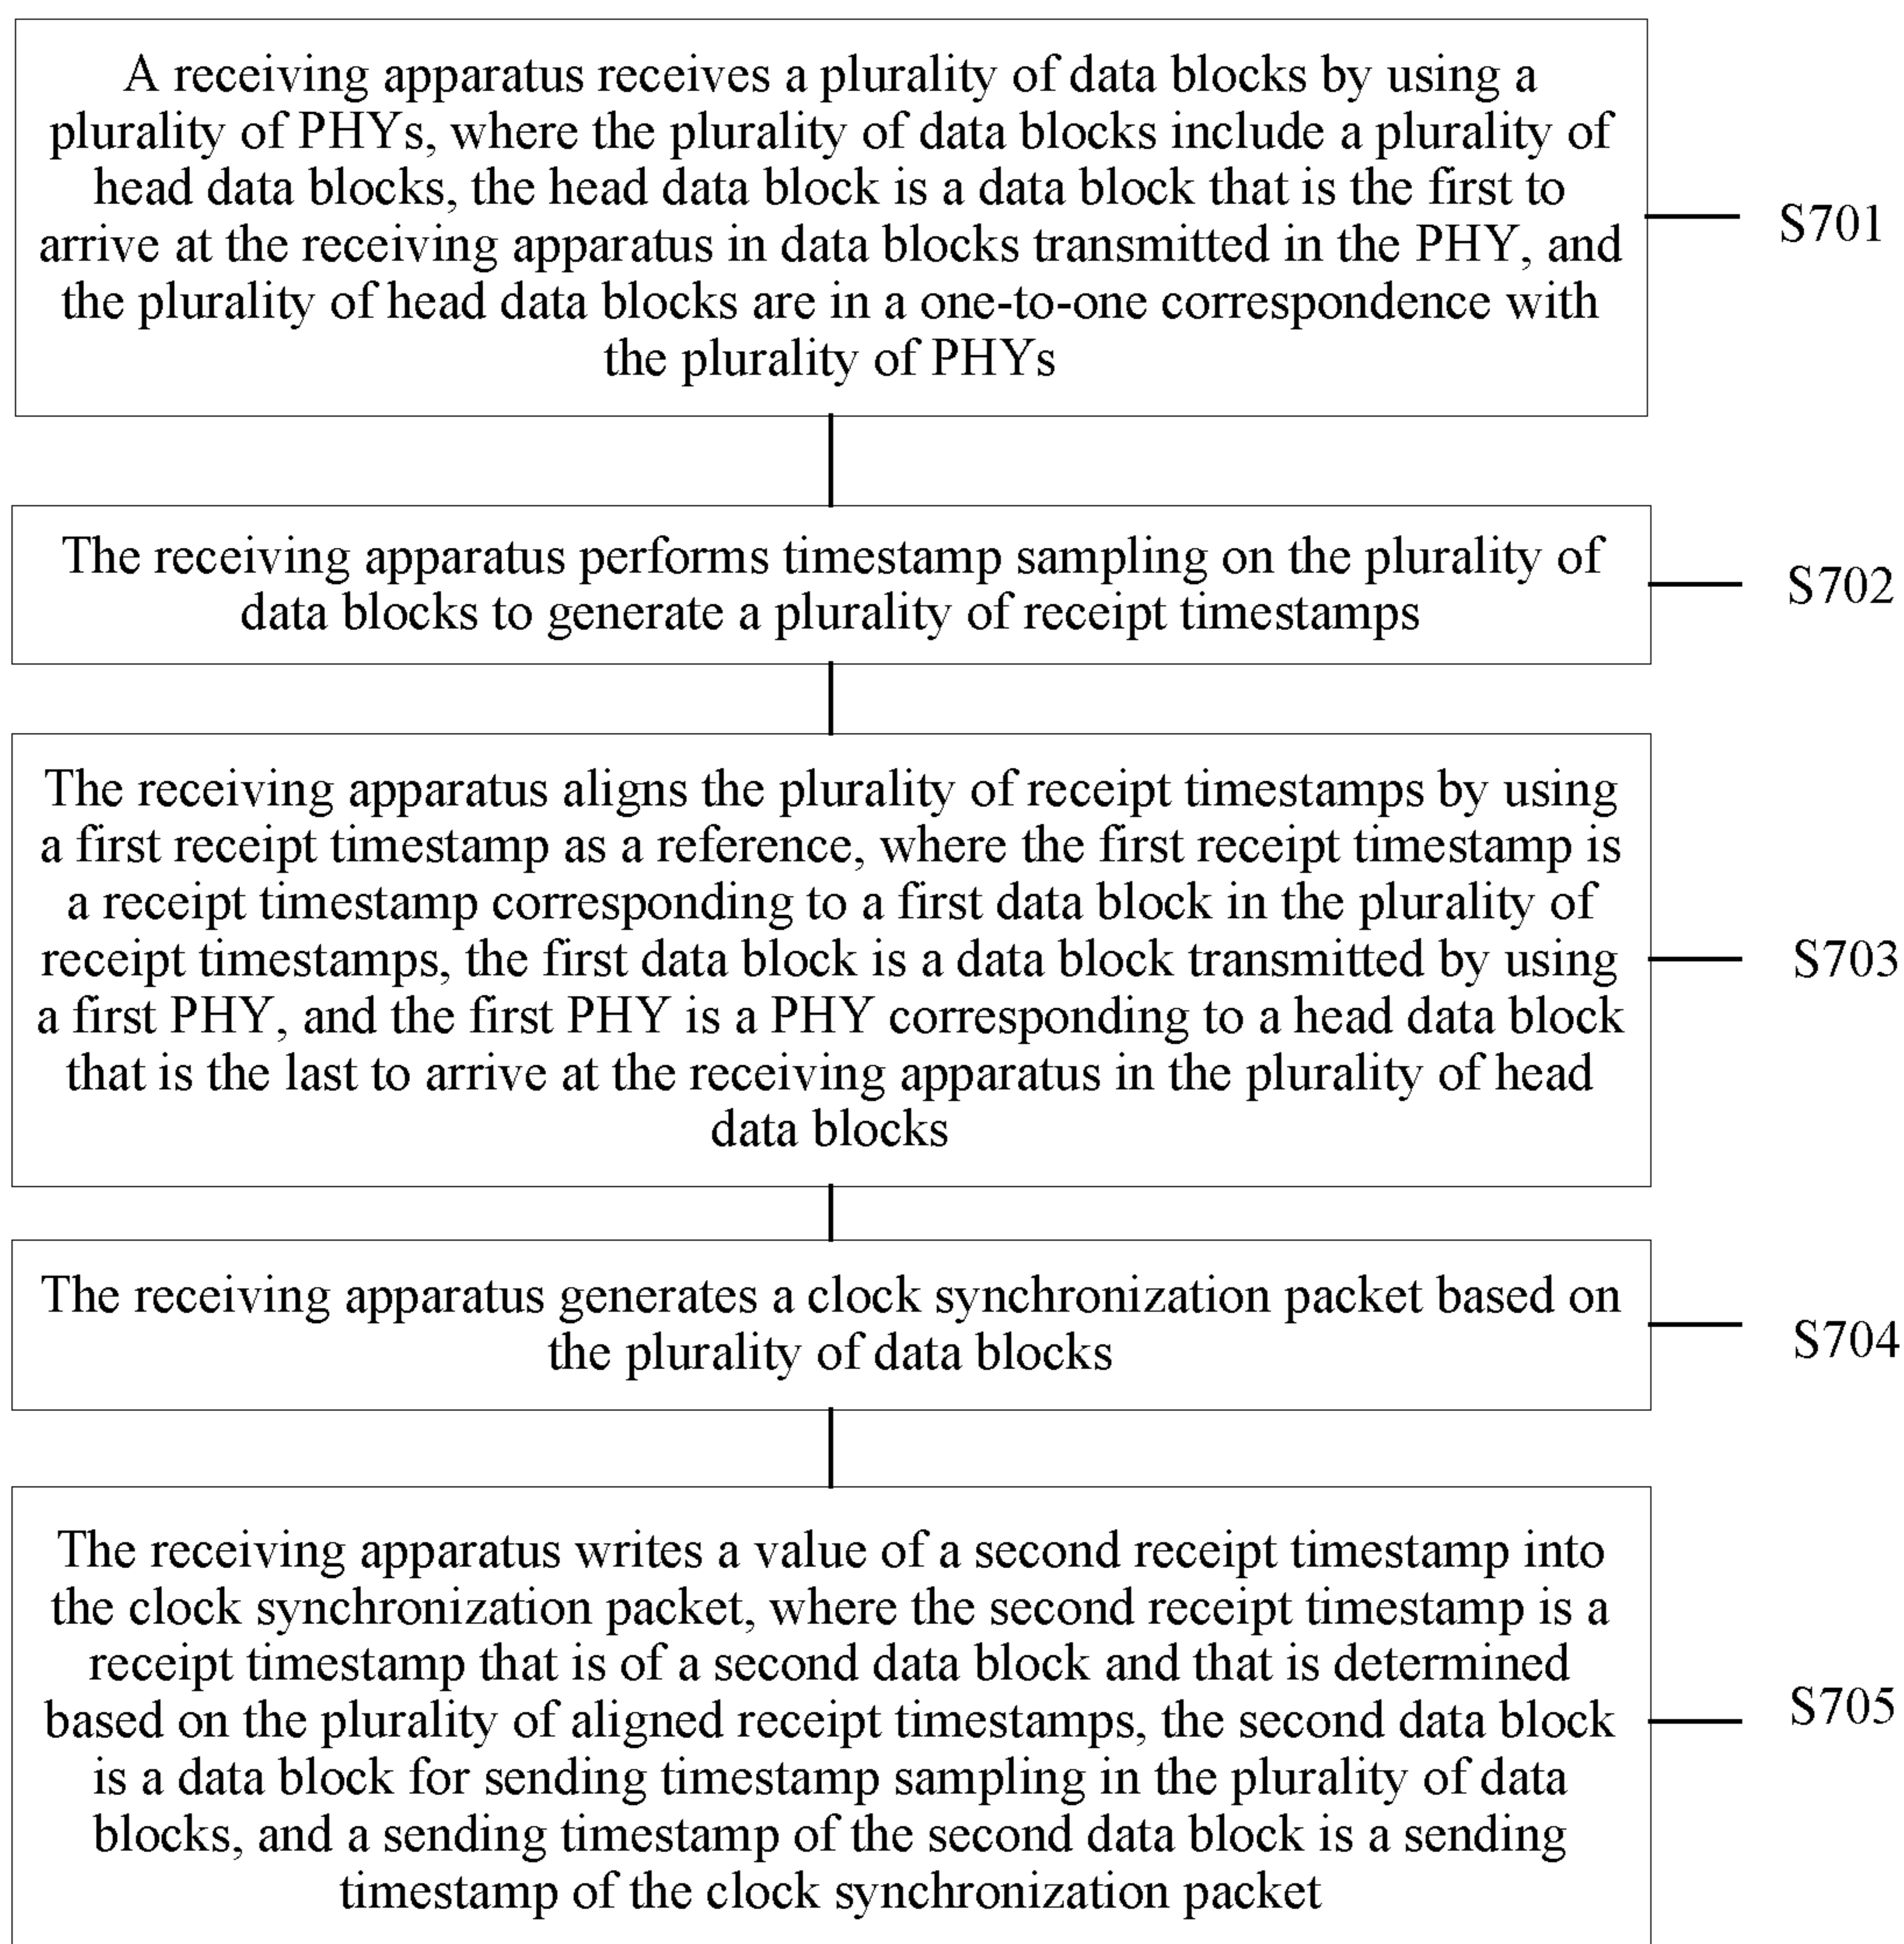 A receiving apparatus receives a plurality of data blocks by using a
plurality of PHYs, where the plurality of data blocks include a plurality of
head data blocks, the head data block is a data block that is the first to
arrive at the receiving apparatus in data blocks transmitted in the PHY, and
the plurality of head data blocks are in a one-to-one correspondence with
the plurality of PHYs
S701
The receiving apparatus performs timestamp sampling on the plurality of
data blocks to generate a plurality of receipt timestamps
S702
The receiving apparatus aligns the plurality of receipt timestamps by using
a first receipt timestamp as a reference, where the first receipt timestamp is
a receipt timestamp corresponding to a first data block in the plurality of
receipt timestamps, the first data block is a data block transmitted by using
a first PHY, and the first PHY is a PHY corresponding to a head data block
that is the last to arrive at the receiving apparatus in the plurality of head
data blocks
S703
The receiving apparatus generates a clock synchronization packet based on
the plurality of data blocks
S704
The receiving apparatus writes a value of a second receipt timestamp into
the clock synchronization packet, where the second receipt timestamp is a
receipt timestamp that is of a second data block and that is determined
based on the plurality of aligned receipt timestamps, the second data block
is a data block for sending timestamp sampling in the plurality of data
blocks, and a sending timestamp of the second data block is a sending
timestamp of the clock synchronization packet
S705